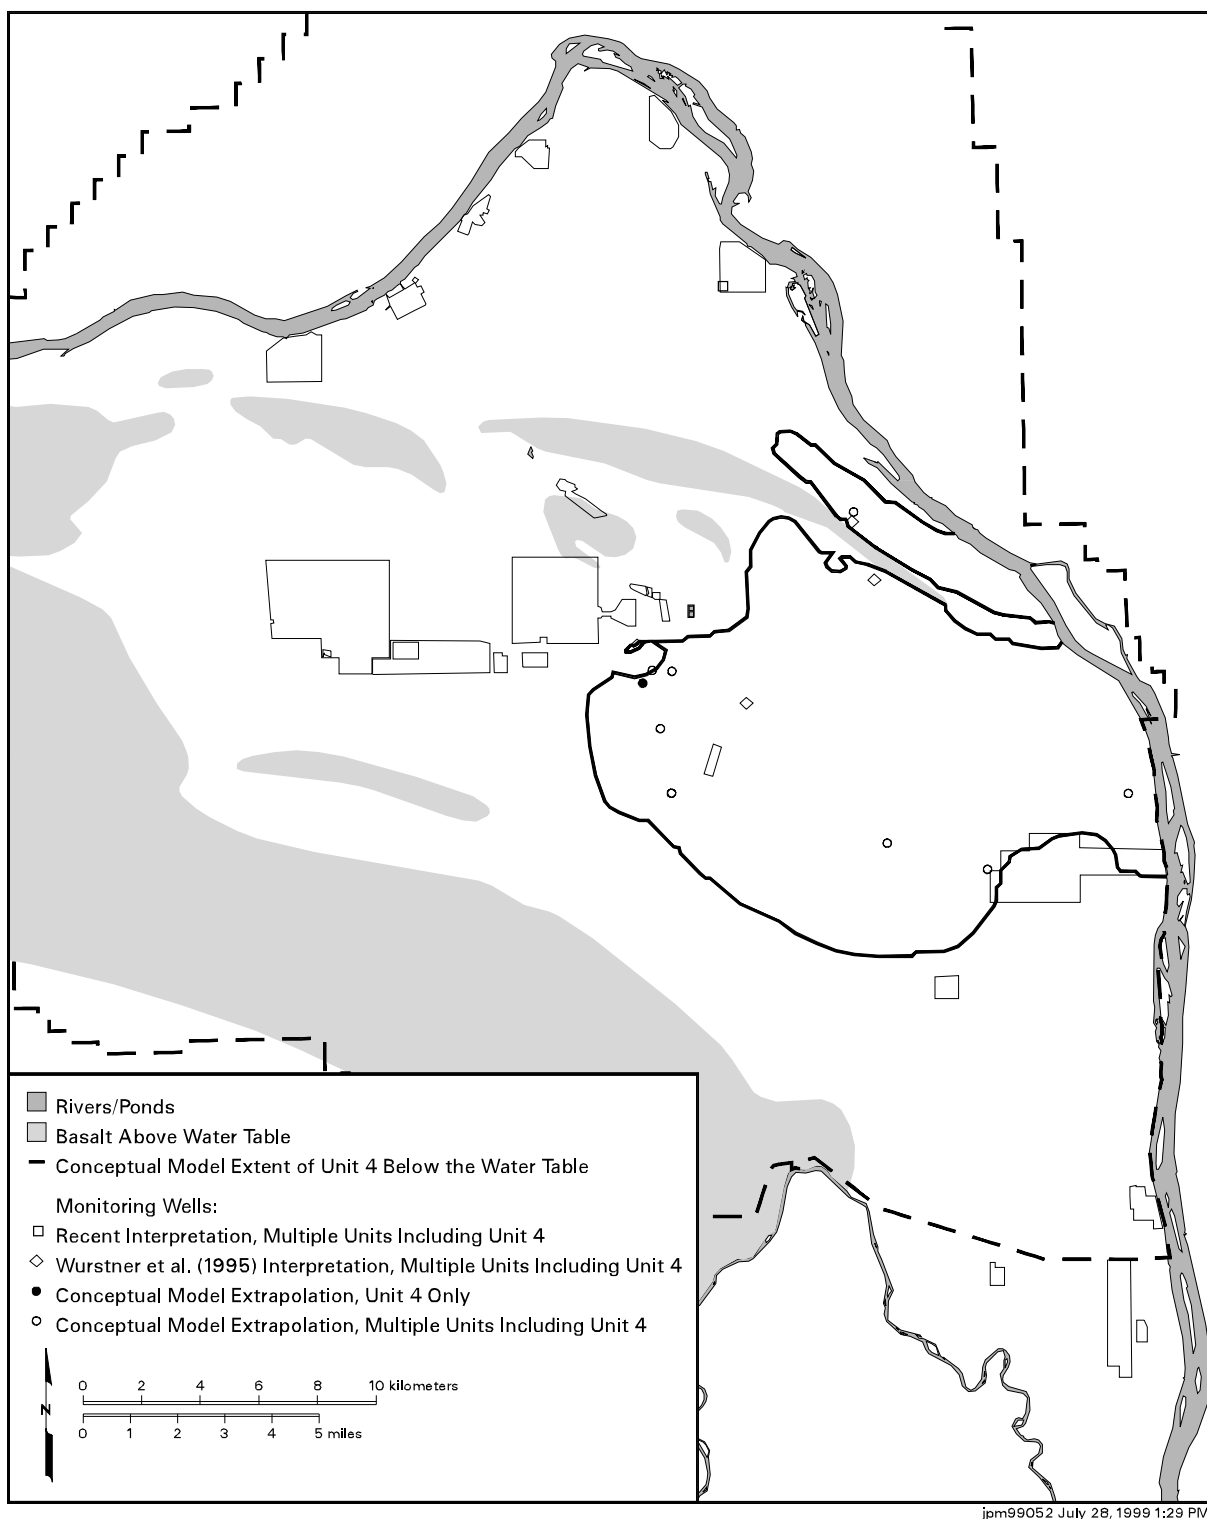 Rivers/Ponds
Basalt Above Water Table
Conceptual Model Extent of Unit 4 Below the Water Table
Monitoring Wells:
Recent Interpretation, Multiple Units Including Unit 4
Wurstner et al. (1995) Interpretation, Multiple Units Including Unit 4
Conceptual Model Extrapolation, Unit 4 Only
Conceptual Model Extrapolation, Multiple Units Including Unit 4
0 2 4 6 8 10 kilometers
N
0 1 2 3 4 5 miles
jpm99052 July 28, 1999 1:29 PM